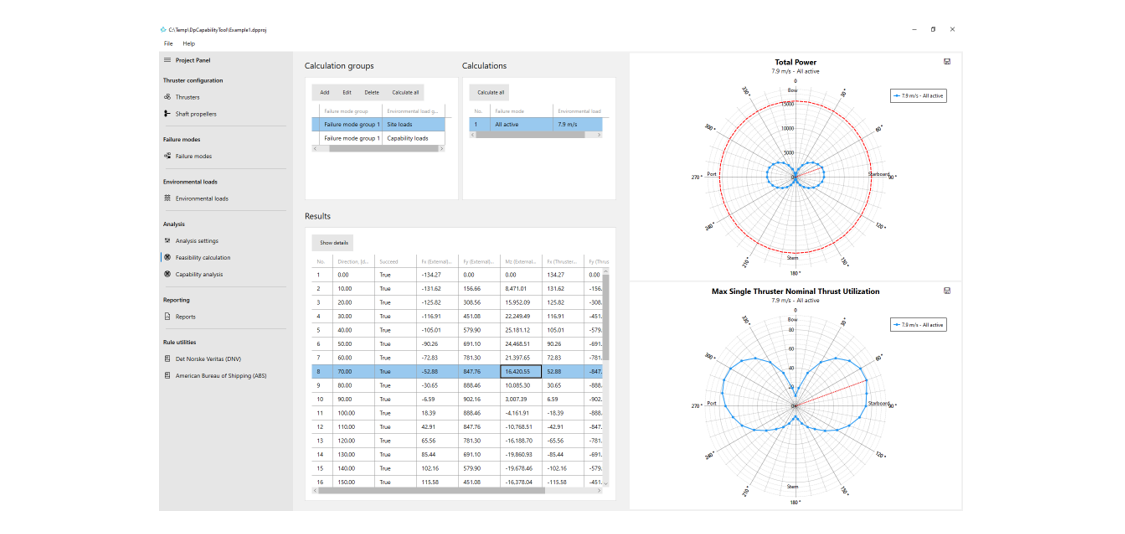 C:\Temp\DpCapabilityTool\Example1.dpproj
File Help
Project Panel
Thruster configuration
Thrusters
Shaft propellers
Failure modes
Failure modes
Environmental loads
Environmental loads
Analysis
Analysis settings
Feasibility calculation
Capability analysis
Reporting
Reports
Rule utilities
Det Norske Veritas (DNV)
American Bureau of Shipping (ABS)
Calculation groups
Add Edit Delete Calculate all
Failure mode group Environmental load g...
Failure mode group 1 Site loads
Failure mode group 1 Capability loads
Calculations
Calculate all
No. Failure mode Environmental load
1 All active 7.9 m/s
Results
Show details
No. Direction Succeed Fx (External)... Fy (External)... Mz (External... Fx (Thruster... Fy (Thrus
1 0.00 True -134.27 0.00 0.00 134.27 0.00
2 10.00 True -131.62 156.66 8,471.01 131.62 -156.
3 20.00 True -125.82 308.56 15,952.09 125.82 -308.
4 30.00 True -116.91 451.08 22,249.49 116.91 -451.
5 40.00 True -105.01 579.90 25,181.12 105.01 -579.
6 50.00 True -90.26 691.10 24,468.51 90.26 -691.
7 60.00 True -72.83 781.30 21,397.65 72.83 -781.
8 70.00 True -52.88 847.76 16,420.55 52.88 -847.
9 80.00 True -30.65 888.46 10,085.30 30.65 -888.
10 90.00 True -6.59 902.16 3,007.39 6.59 -902.
11 100.00 True 18.39 888.46 -4,161.91 -18.39 -888.
12 110.00 True 42.91 847.76 -10,768.51 -42.91 -847.
13 120.00 True 65.56 781.30 -16,188.70 -65.56 -781.
14 130.00 True 85.44 691.10 -19,860.93 -85.44 -691.
15 140.00 True 102.16 579.90 -19,678.46 -102.16 -579.
16 150.00 True 115.58 451.08 -16,378.04 -115.58 -451.
Total Power
7.9 m/s - All active
7.9 m/s - All active
0
Bow
330° 30°
15000
300° 60°
10000
5000
270° Port 0 Starboard 90°
240° 120°
Stern
210° 150°
180°
Max Single Thruster Nominal Thrust Utilization
7.9 m/s - All active
7.9 m/s - All active
0
Bow
330° 30°
80
300° 60°
60
40
20
270° Port 0 Starboard 90°
240° 120°
Stern
210° 150°
180°